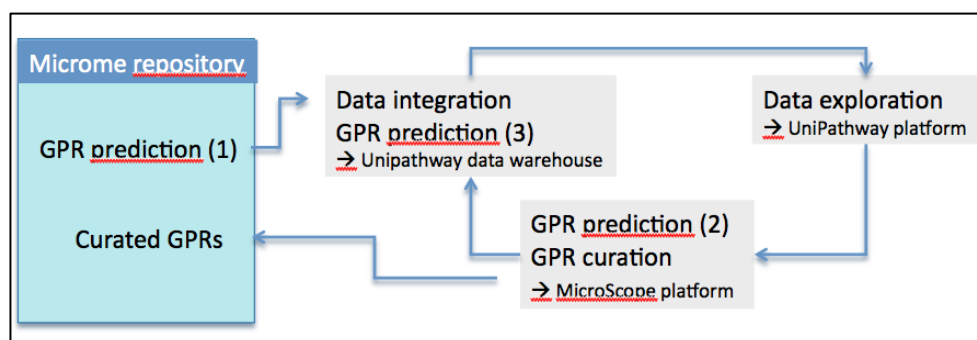 Microme repository
GPR prediction (1)
Curated GPRs
Data integration
GPR prediction (3)
→ Unipathway data warehouse
Data exploration
→ UniPathway platform
GPR prediction (2)
GPR curation
→ MicroScope platform